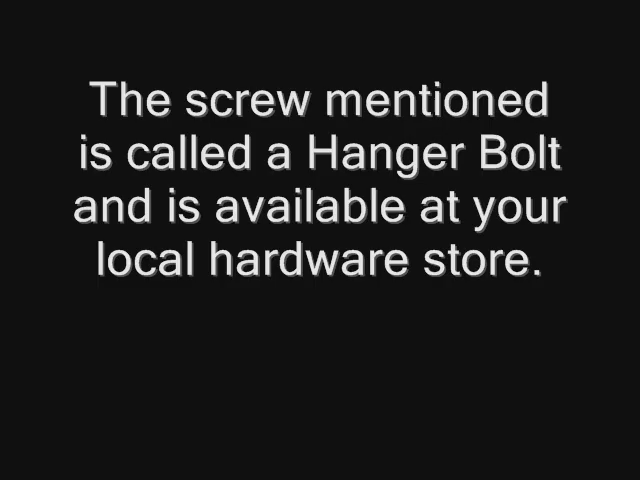 The screw mentioned
is called a Hanger Bolt
and is available at your
local hardware store.